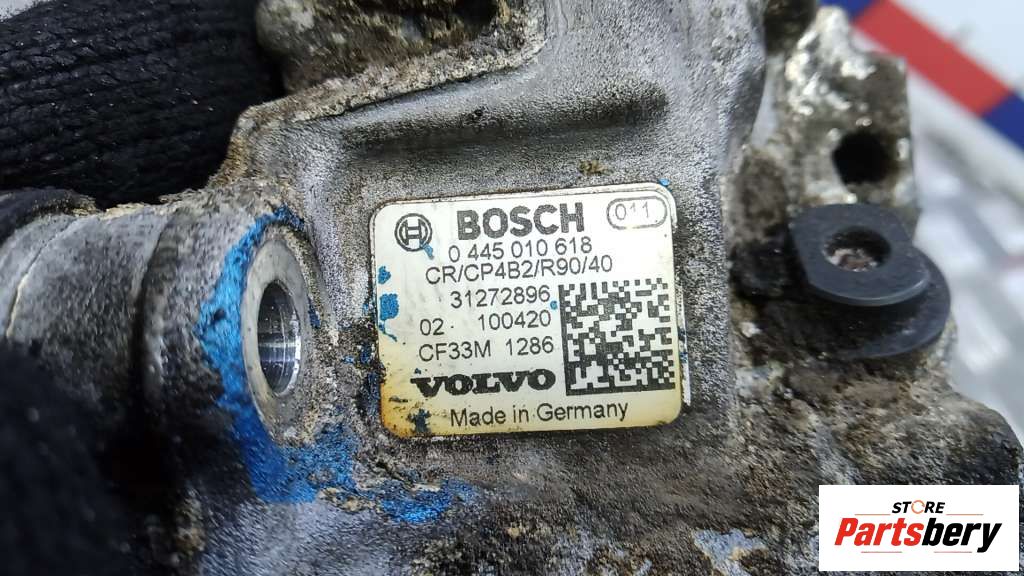 BOSCH 011
0 445 010 618
CR/CP4B2/R90/40
31272896
02 · 100420
CF33M 1286
VOLVO
Made in Germany
STORE
Partsbery